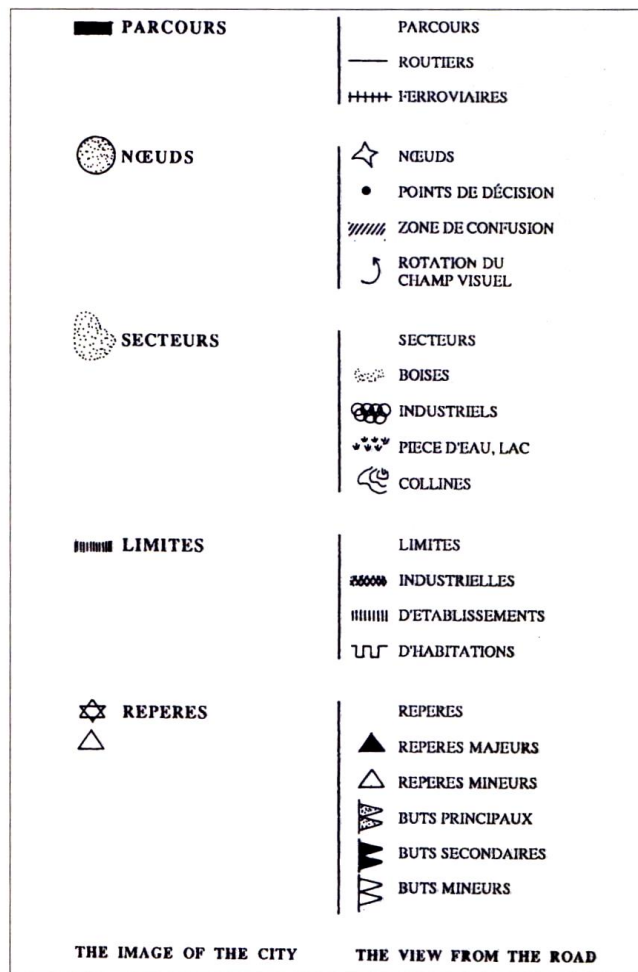 PARCOURS
PARCOURS
ROUTIERS
FERROVIAIRES
NŒUDS
NŒUDS
POINTS DE DÉCISION
ZONE DE CONFUSION
ROTATION DU
CHAMP VISUEL
SECTEURS
SECTEURS
BOISES
INDUSTRIELS
PIECE D'EAU, LAC
COLLINES
LIMITES
LIMITES
INDUSTRIELLES
D'ETABLISSEMENTS
D'HABITATIONS
REPERES
REPERES
REPERES MAJEURS
REPERES MINEURS
BUTS PRINCIPAUX
BUTS SECONDAIRES
BUTS MINEURS
THE IMAGE OF THE CITY
THE VIEW FROM THE ROAD